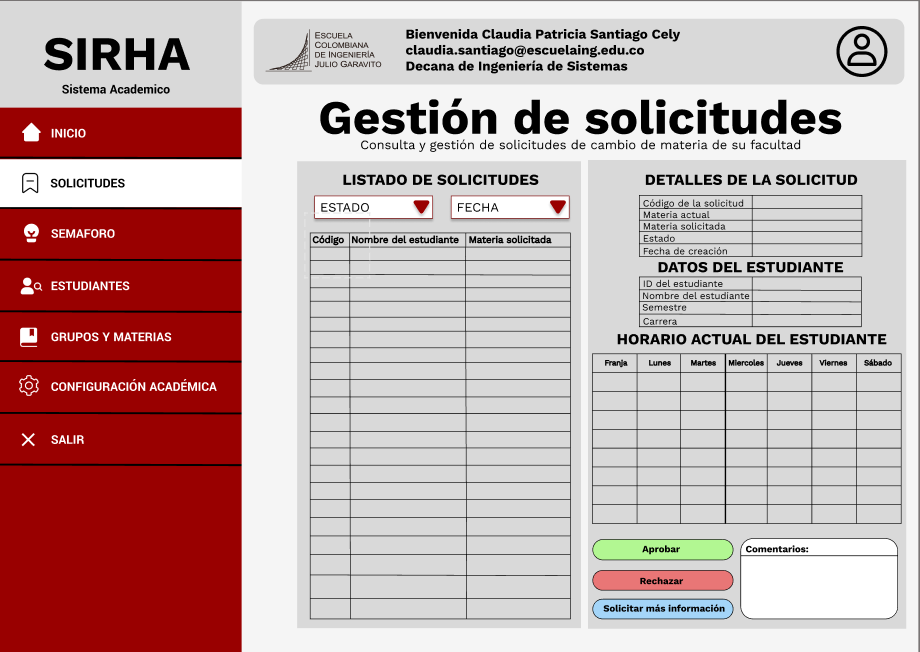 SIRHA
Sistema Academico
INICIO
SOLICITUDES
SEMAFORO
ESTUDIANTES
GRUPOS Y MATERIAS
CONFIGURACIÓN ACADÉMICA
SALIR
ESCUELA
COLOMBIANA
DE INGENIERÍA
JULIO GARAVITO
Bienvenida Claudia Patricia Santiago Cely
claudia.santiago@escuelaing.edu.co
Decana de Ingeniería de Sistemas
Gestión de solicitudes
Consulta y gestión de solicitudes de cambio de materia de su facultad
LISTADO DE SOLICITUDES
ESTADO FECHA
Código Nombre del estudiante Materia solicitada
DETALLES DE LA SOLICITUD
Código de la solicitud
Materia actual
Materia solicitada
Estado
Fecha de creación
DATOS DEL ESTUDIANTE
ID del estudiante
Nombre del estudiante
Semestre
Carrera
HORARIO ACTUAL DEL ESTUDIANTE
Franja Lunes Martes Miercoles Jueves Viernes Sábado
Aprobar
Rechazar
Solicitar más información
Comentarios: